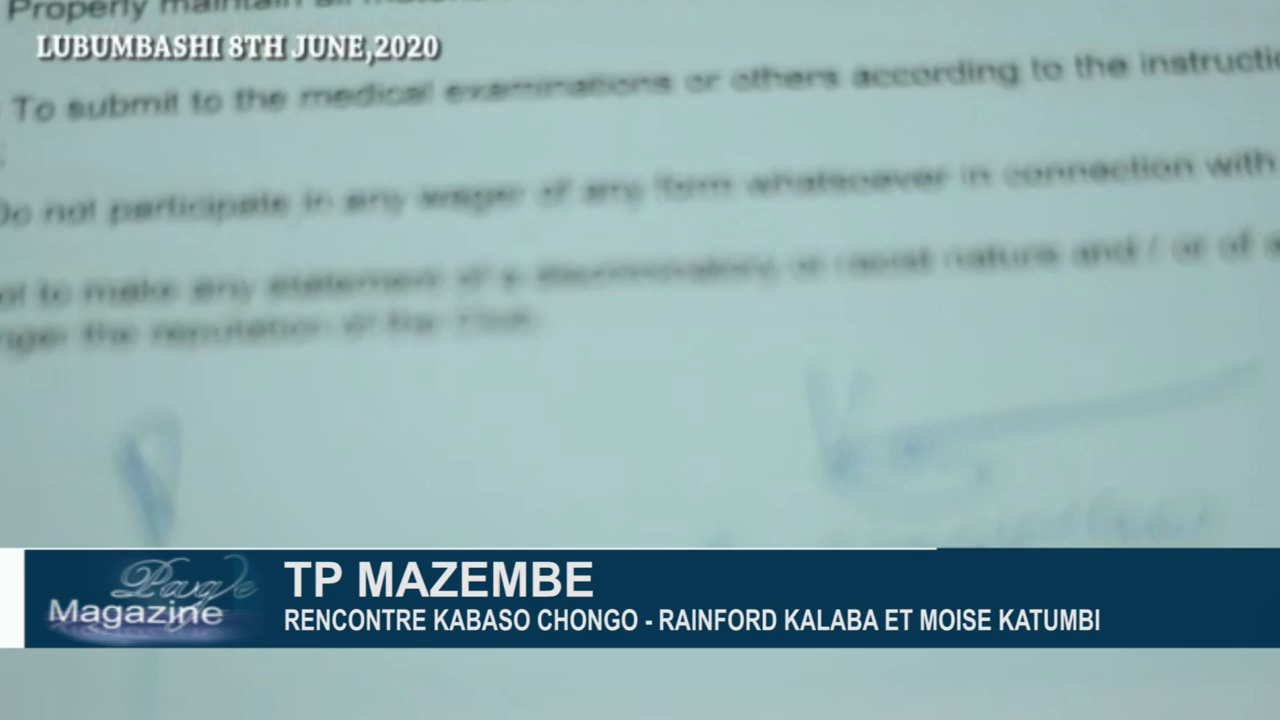 Properly maintain all
LUBUMBASHI 8TH JUNE,2020
To submit to the medical examinations or others according to the instructi
Do not participate in any wager of any form whatsoever in connection with
ot to make any statement of a discriminatory or racist nature and / or of a
nger the reputation of the Club
TP MAZEMBE
RENCONTRE KABASO CHONGO - RAINFORD KALABA ET MOISE KATUMBI
Magazine